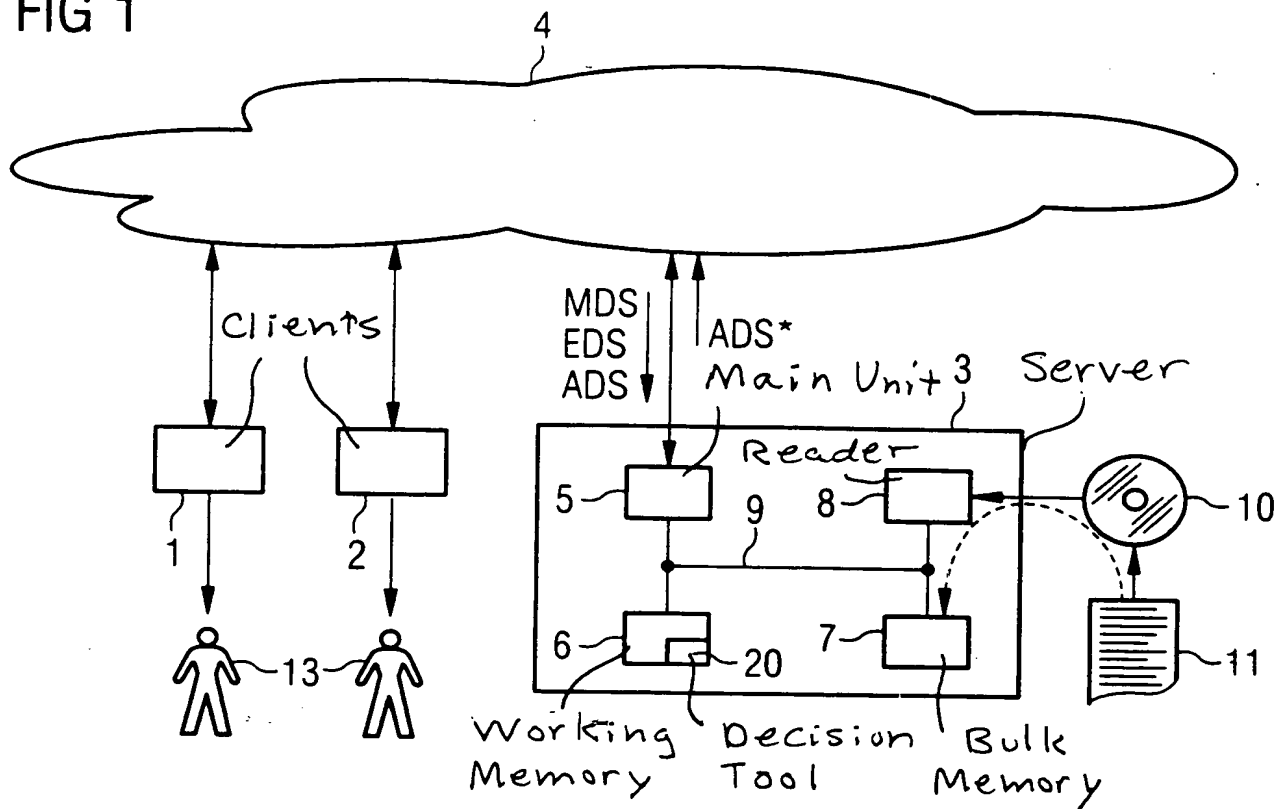 FIG 1
4
Clients
MDS
EDS
ADS
ADS*
Main Unit
3
Server
Reader
5
8
10
1
2
9
6
20
7
11
13
Working
Memory
Decision
Tool
Bulk
Memory